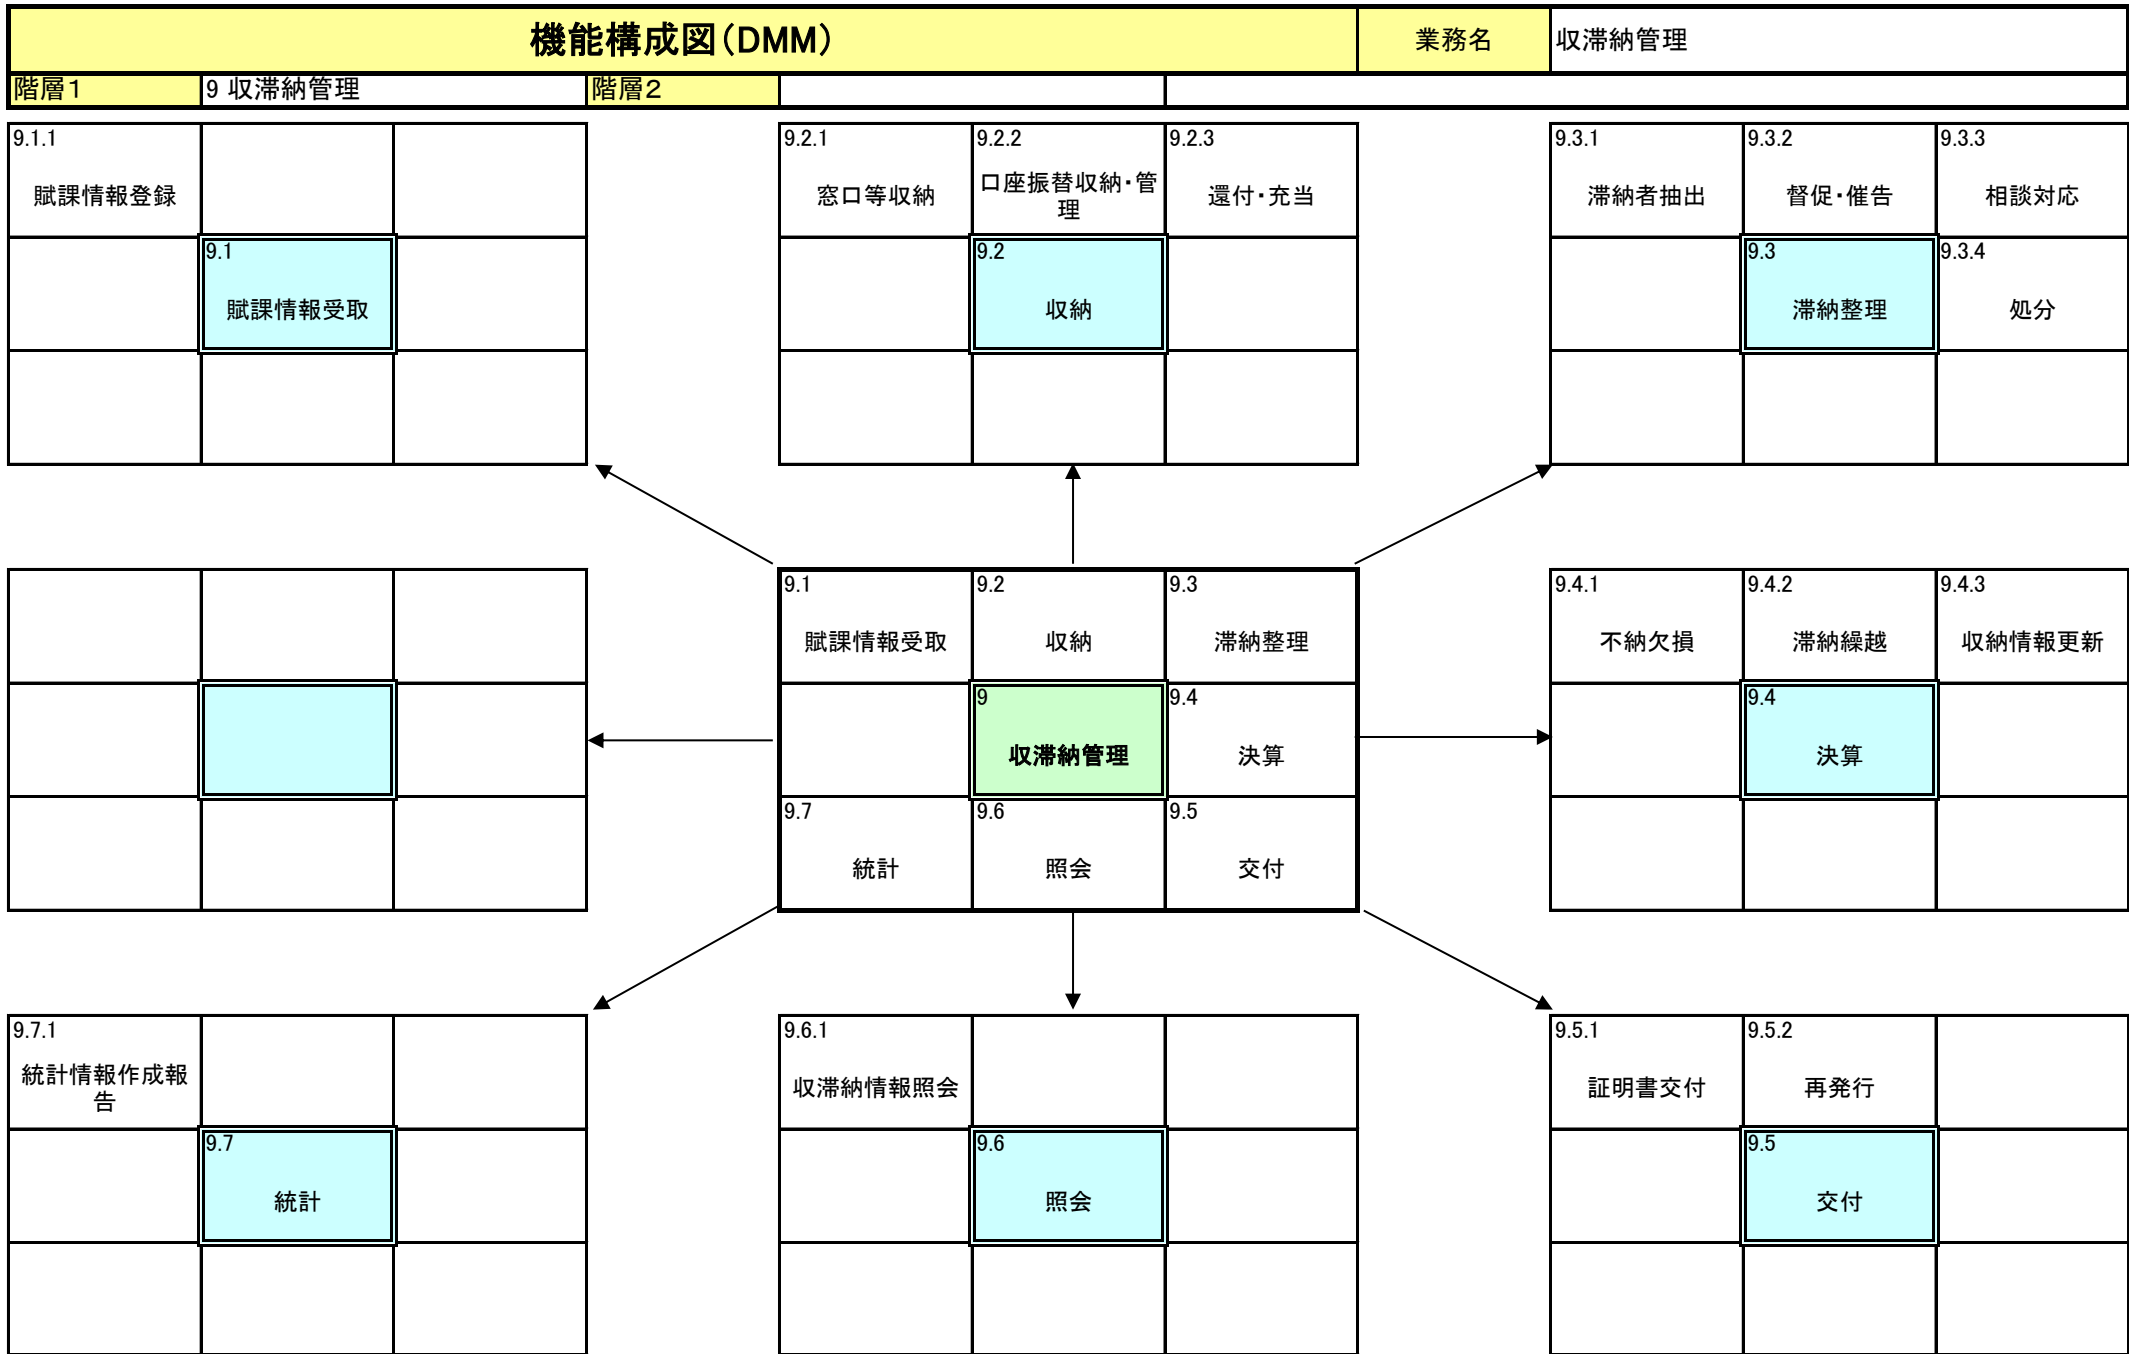 機能構成図(DMM)
業務名
収滞納管理
階層1
9 収滞納管理
階層2
9.1.1
賦課情報登録
9.1
賦課情報受取
9.2.1
窓口等収納
9.2.2
口座振替収納・管
理
9.2.3
還付・充当
9.2
収納
9.3.1
滞納者抽出
9.3.2
督促・催告
9.3.3
相談対応
9.3
滞納整理
9.3.4
処分
9.1
賦課情報受取
9.2
収納
9.3
滞納整理
9
収滞納管理
9.4
決算
9.7
統計
9.6
照会
9.5
交付
9.4.1
不納欠損
9.4.2
滞納繰越
9.4.3
収納情報更新
9.4
決算
9.7.1
統計情報作成報
告
9.7
統計
9.6.1
収滞納情報照会
9.6
照会
9.5.1
証明書交付
9.5.2
再発行
9.5
交付